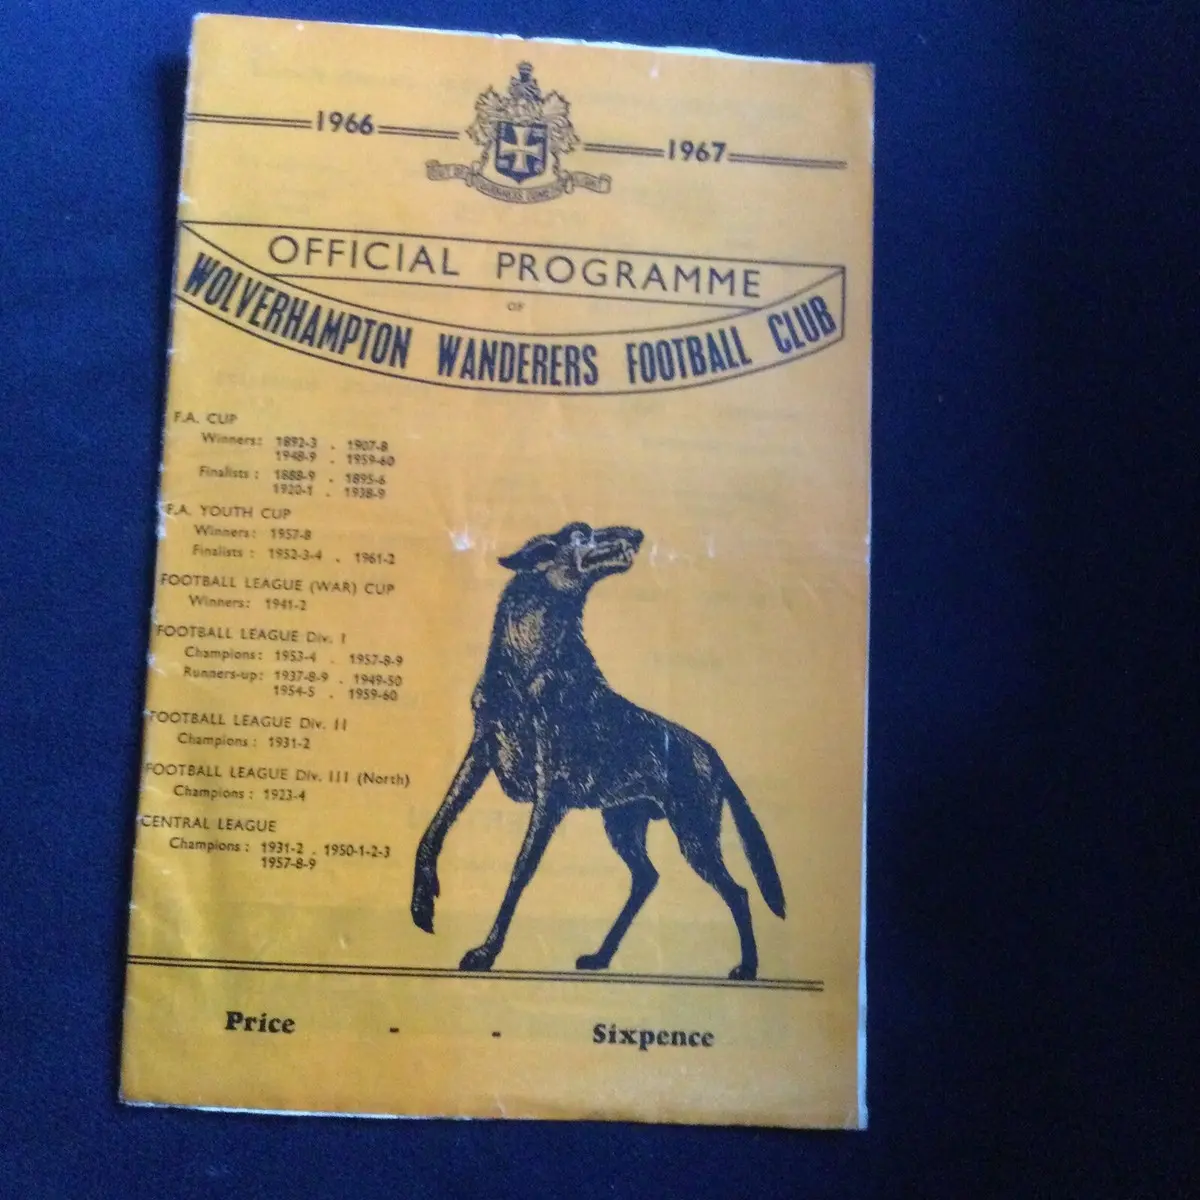 1966 1967
OUT OF DARKNESS COMETH LIGHT
OFFICIAL PROGRAMME
OF
WOLVERHAMPTON WANDERERS FOOTBALL CLUB
F.A. CUP
Winners: 1892-3 . 1907-8
1948-9 . 1959-60
Finalists : 1888-9 . 1895-6
1920-1 . 1938-9
F.A. YOUTH CUP
Winners: 1957-8
Finalists : 1952-3-4 . 1961-2
FOOTBALL LEAGUE (WAR) CUP
Winners: 1941-2
FOOTBALL LEAGUE Div. I
Champions: 1953-4 . 1957-8-9
Runners-up: 1937-8-9 . 1949-50
1954-5 . 1959-60
FOOTBALL LEAGUE Div. II
Champions : 1931-2
FOOTBALL LEAGUE Div. III (North)
Champions : 1923-4
CENTRAL LEAGUE
Champions : 1931-2 . 1950-1-2-3
1957-8-9
Price - - Sixpence